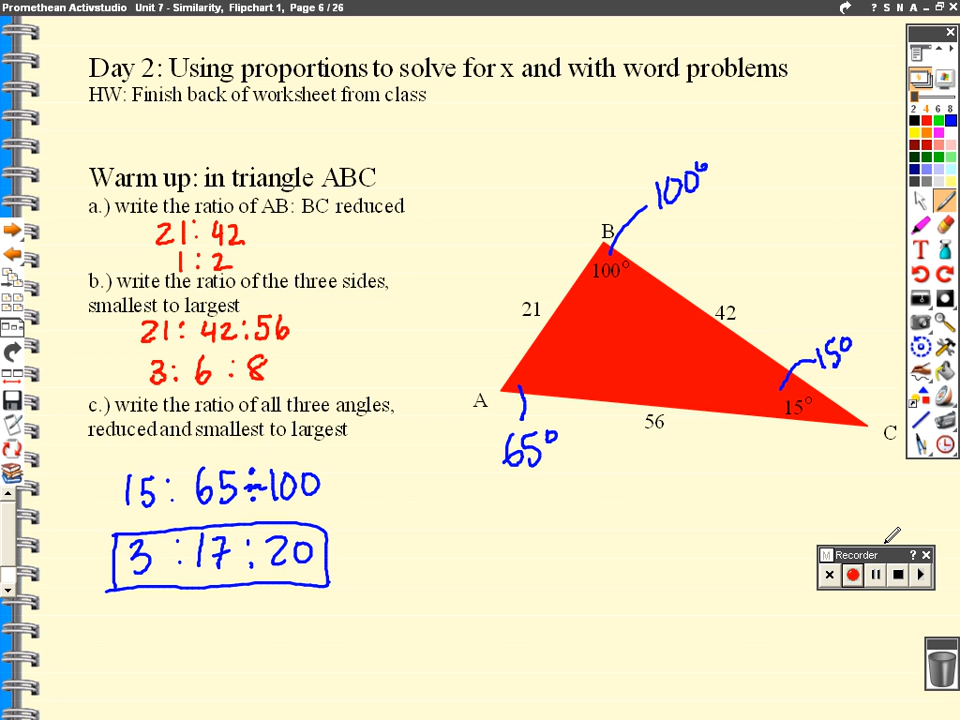 Promethean Activstudio Unit 7 - Similarity, Flipchart 1, Page 6 / 26
? S N A
Day 2: Using proportions to solve for x and with word problems
HW: Finish back of worksheet from class
2 4 6 8
Warm up: in triangle ABC
a.) write the ratio of AB: BC reduced
21 : 42
1 : 2
b.) write the ratio of the three sides,
smallest to largest
21 : 42 : 56
3 : 6 : 8
c.) write the ratio of all three angles,
reduced and smallest to largest
15 : 65 : 100
3 : 17 : 20
100°
B
100°
21
42
15°
A
15°
56
C
65°
Recorder ?